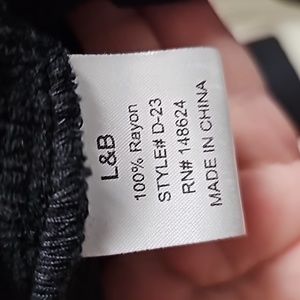 L&B
100% Rayon
STYLE# D-23
RN# 148624
MADE IN CHINA